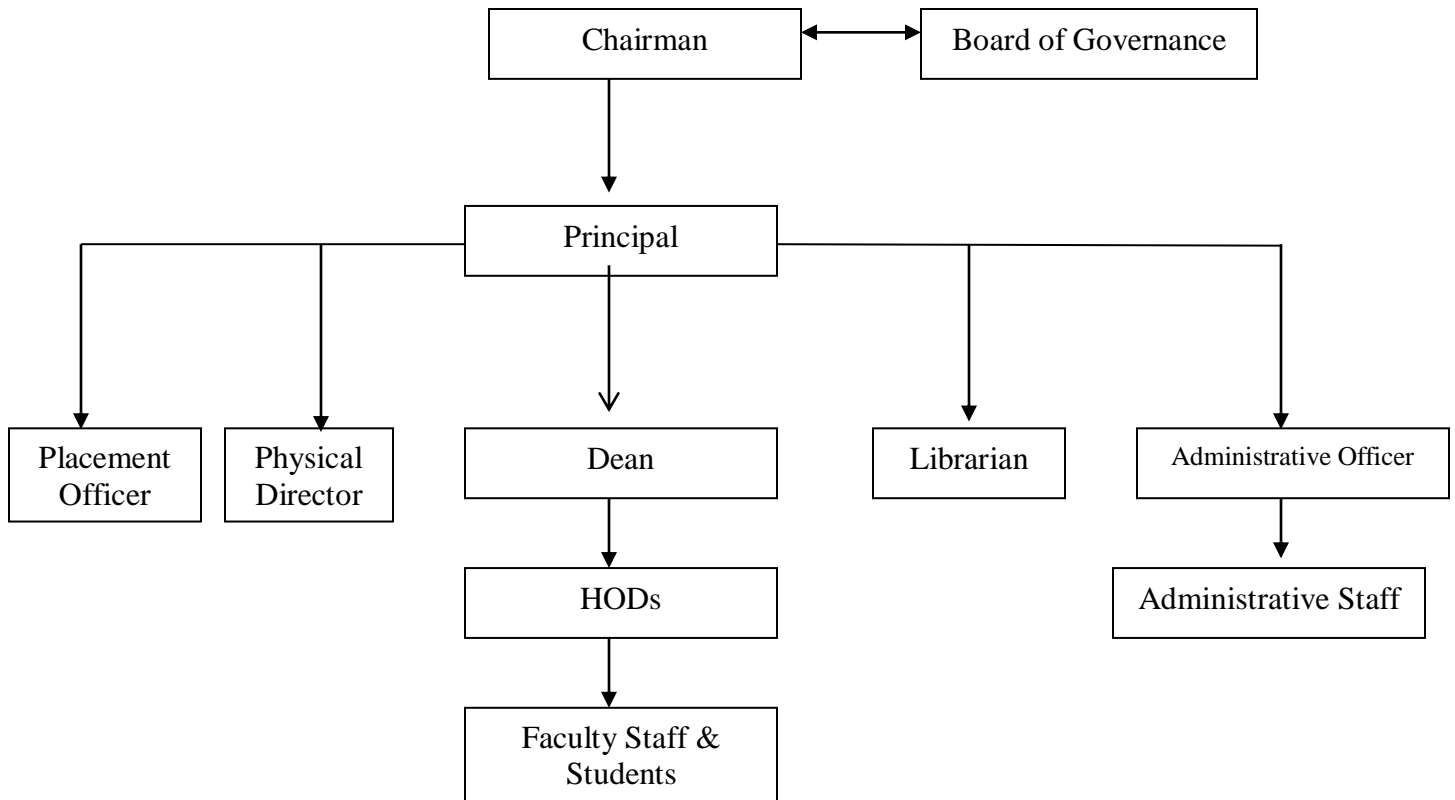 Chairman
Board of Governance
Principal
Placement
Officer
Physical
Director
Dean
Librarian
Administrative Officer
HODs
Administrative Staff
Faculty Staff &
Students